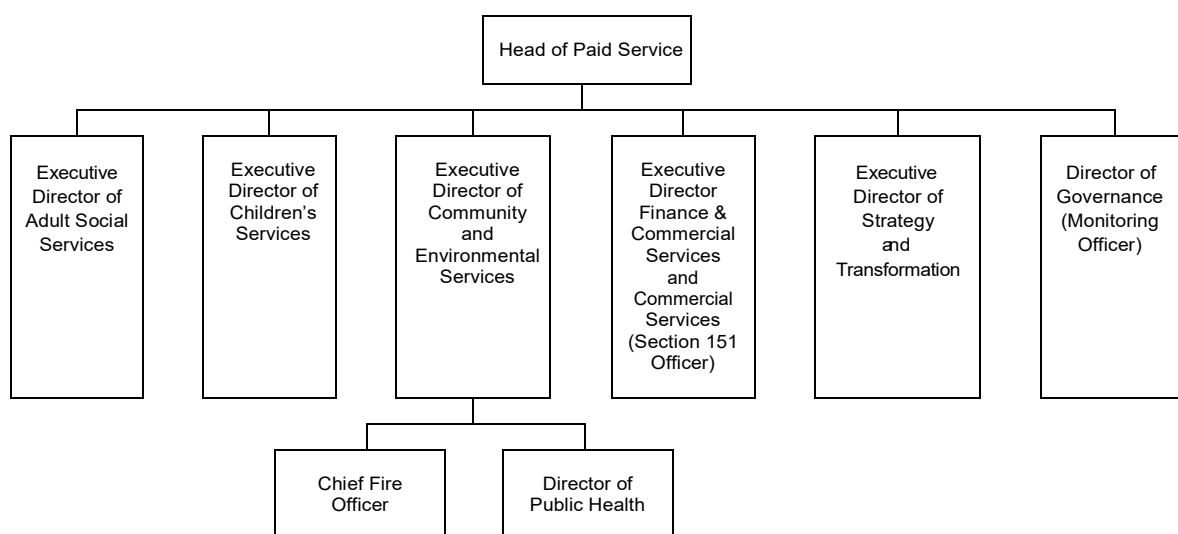 Head of Paid Service
Executive
Director of
Adult Social
Services
Executive
Director of
Children's
Services
Executive
Director of
Community
and
Environmental
Services
Executive
Director
Finance &
Commercial
Services
and
Commercial
Services
(Section 151
Officer)
Executive
Director of
Strategy
and
Transformation
Director of
Governance
(Monitoring
Officer)
Chief Fire
Officer
Director of
Public Health